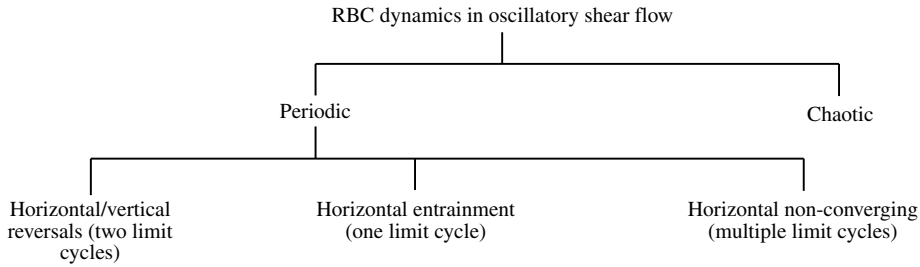 RBC dynamics in oscillatory shear flow
Periodic
Chaotic
Horizontal/vertical
reversals (two limit
cycles)
Horizontal entrainment
(one limit cycle)
Horizontal non-converging
(multiple limit cycles)